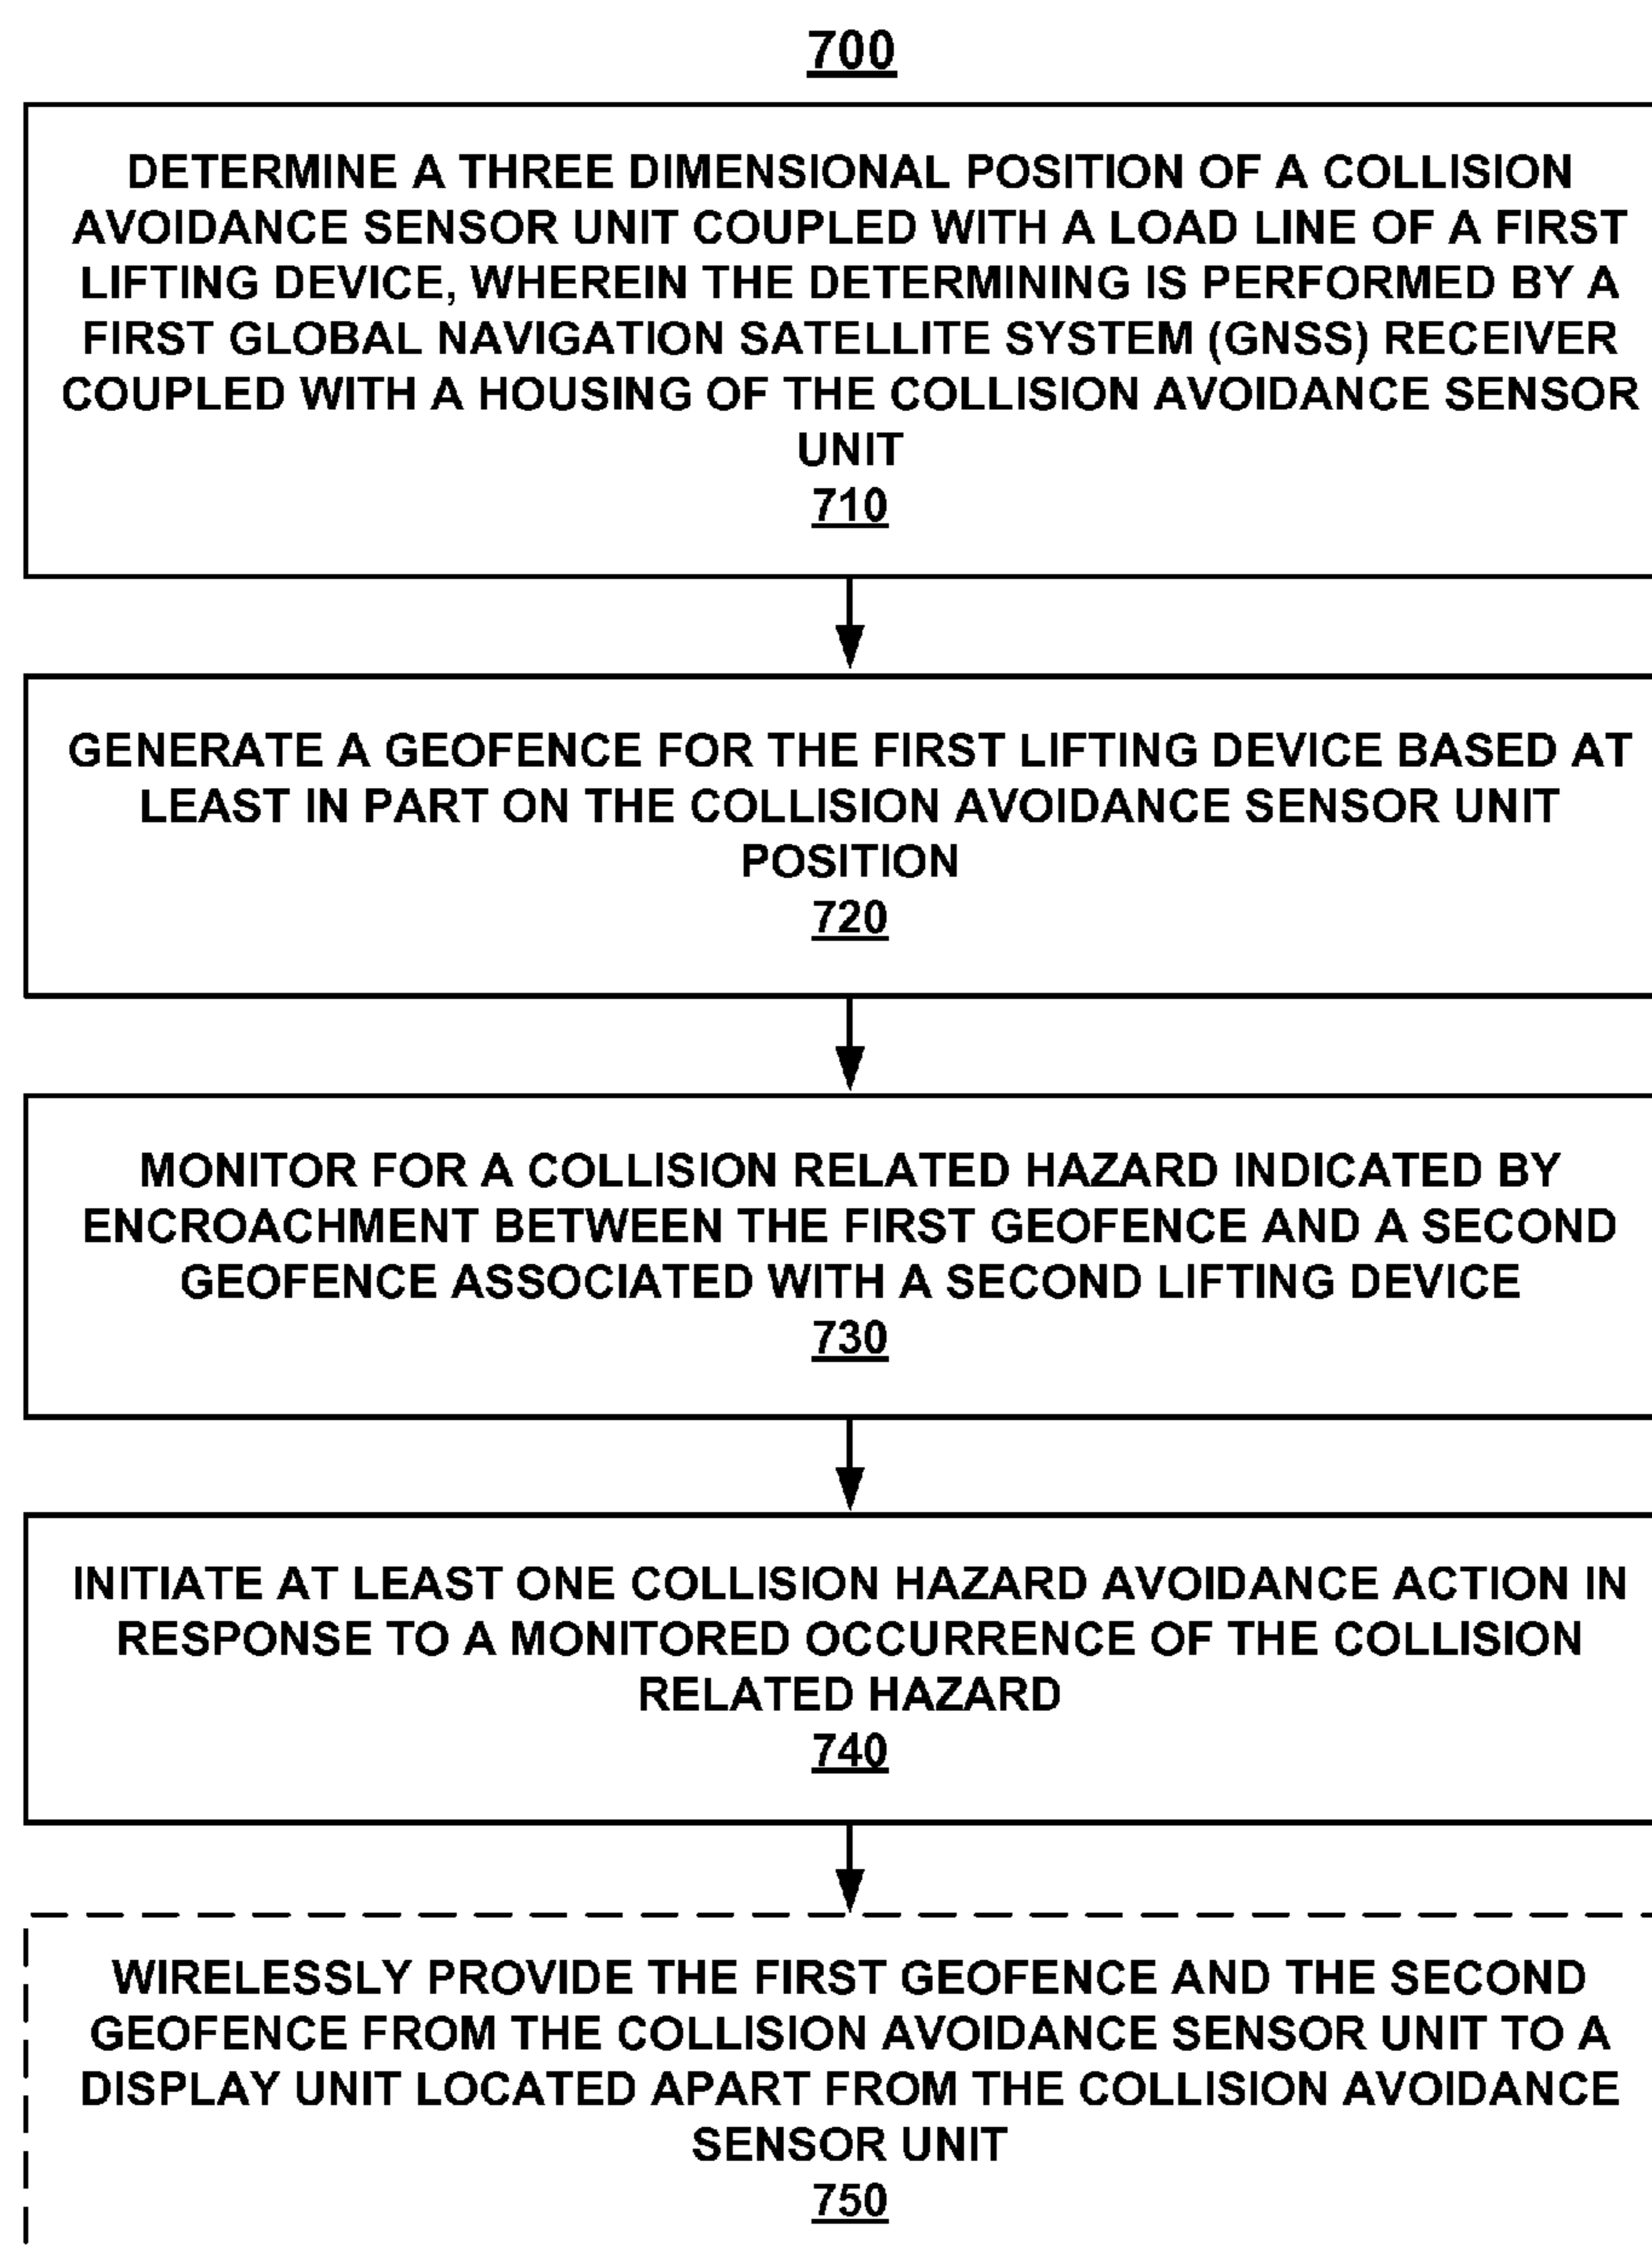 700
DETERMINE A THREE DIMENSIONAL POSITION OF A COLLISION
AVOIDANCE SENSOR UNIT COUPLED WITH A LOAD LINE OF A FIRST
LIFTING DEVICE, WHEREIN THE DETERMINING IS PERFORMED BY A
FIRST GLOBAL NAVIGATION SATELLITE SYSTEM (GNSS) RECEIVER
COUPLED WITH A HOUSING OF THE COLLISION AVOIDANCE SENSOR
UNIT
710
GENERATE A GEOFENCE FOR THE FIRST LIFTING DEVICE BASED AT
LEAST IN PART ON THE COLLISION AVOIDANCE SENSOR UNIT
POSITION
720
MONITOR FOR A COLLISION RELATED HAZARD INDICATED BY
ENCROACHMENT BETWEEN THE FIRST GEOFENCE AND A SECOND
GEOFENCE ASSOCIATED WITH A SECOND LIFTING DEVICE
730
INITIATE AT LEAST ONE COLLISION HAZARD AVOIDANCE ACTION IN
RESPONSE TO A MONITORED OCCURRENCE OF THE COLLISION
RELATED HAZARD
740
WIRELESSLY PROVIDE THE FIRST GEOFENCE AND THE SECOND
GEOFENCE FROM THE COLLISION AVOIDANCE SENSOR UNIT TO A
DISPLAY UNIT LOCATED APART FROM THE COLLISION AVOIDANCE
SENSOR UNIT
750